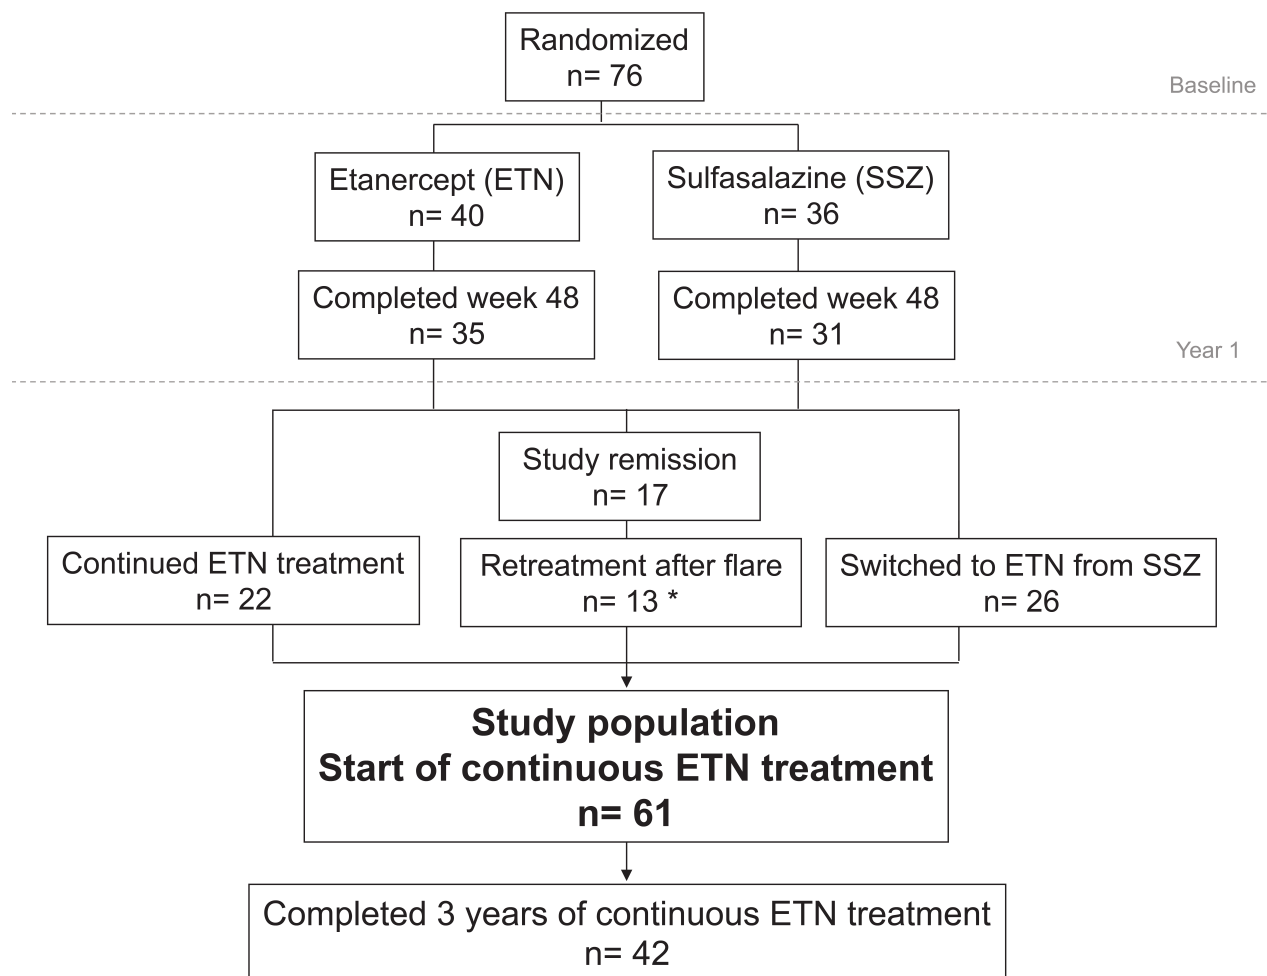 Randomized
n= 76
Baseline
Etanercept (ETN)
n= 40
Sulfasalazine (SSZ)
n= 36
Completed week 48
n= 35
Completed week 48
n= 31
Year 1
Study remission
n= 17
Continued ETN treatment
n= 22
Retreatment after flare
n= 13 *
Switched to ETN from SSZ
n= 26
Study population
Start of continuous ETN treatment
n= 61
Completed 3 years of continuous ETN treatment
n= 42